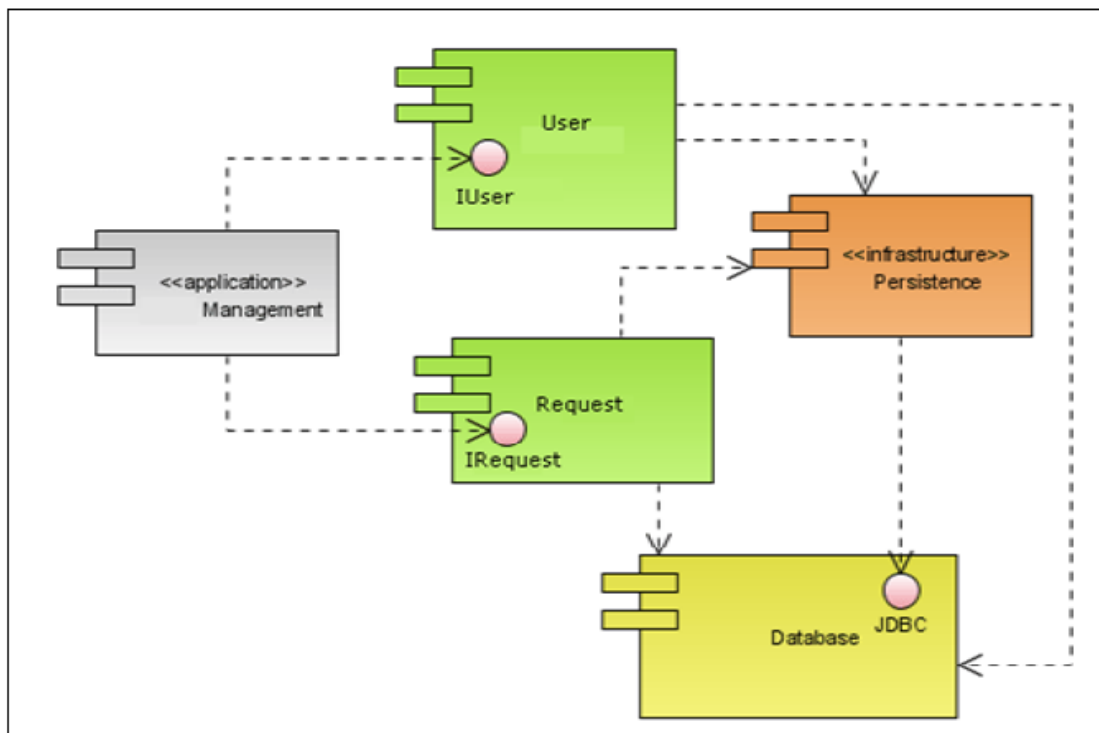 User
IUser
<<application>>
Management
<<infrastructure>>
Persistence
Request
IRequest
JDBC
Database